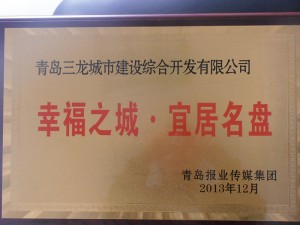 青岛三龙城市建设综合开发有限公司
幸福之城·宜居名盘
青岛报业传媒集团
2013年12月